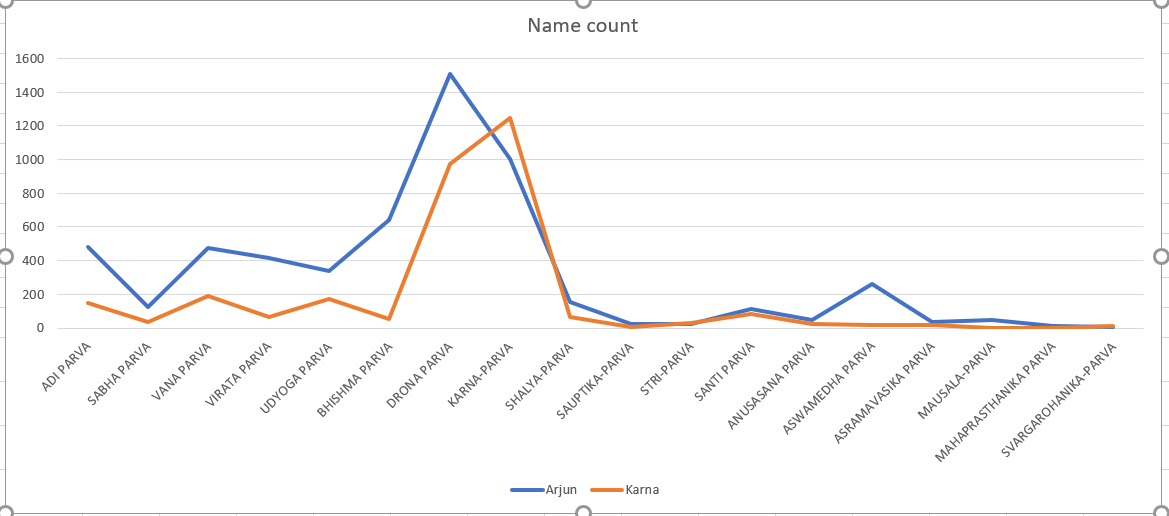 Name count
1600
1400
1200
1000
800
600
400
200
0
ADI PARVA
SABHA PARVA
VANA PARVA
VIRATA PARVA
UDYOGA PARVA
BHISHMA PARVA
DRONA PARVA
KARNA-PARVA
SHALYA-PARVA
SAUPTIKA-PARVA
STRI-PARVA
SANTI PARVA
ANUSASANA PARVA
ASWAMEDHA PARVA
ASRAMAVASIKA PARVA
MAUSALA-PARVA
MAHAPRASTHANIKA PARVA
SVARGAROHANIKA-PARVA
Arjun Karna